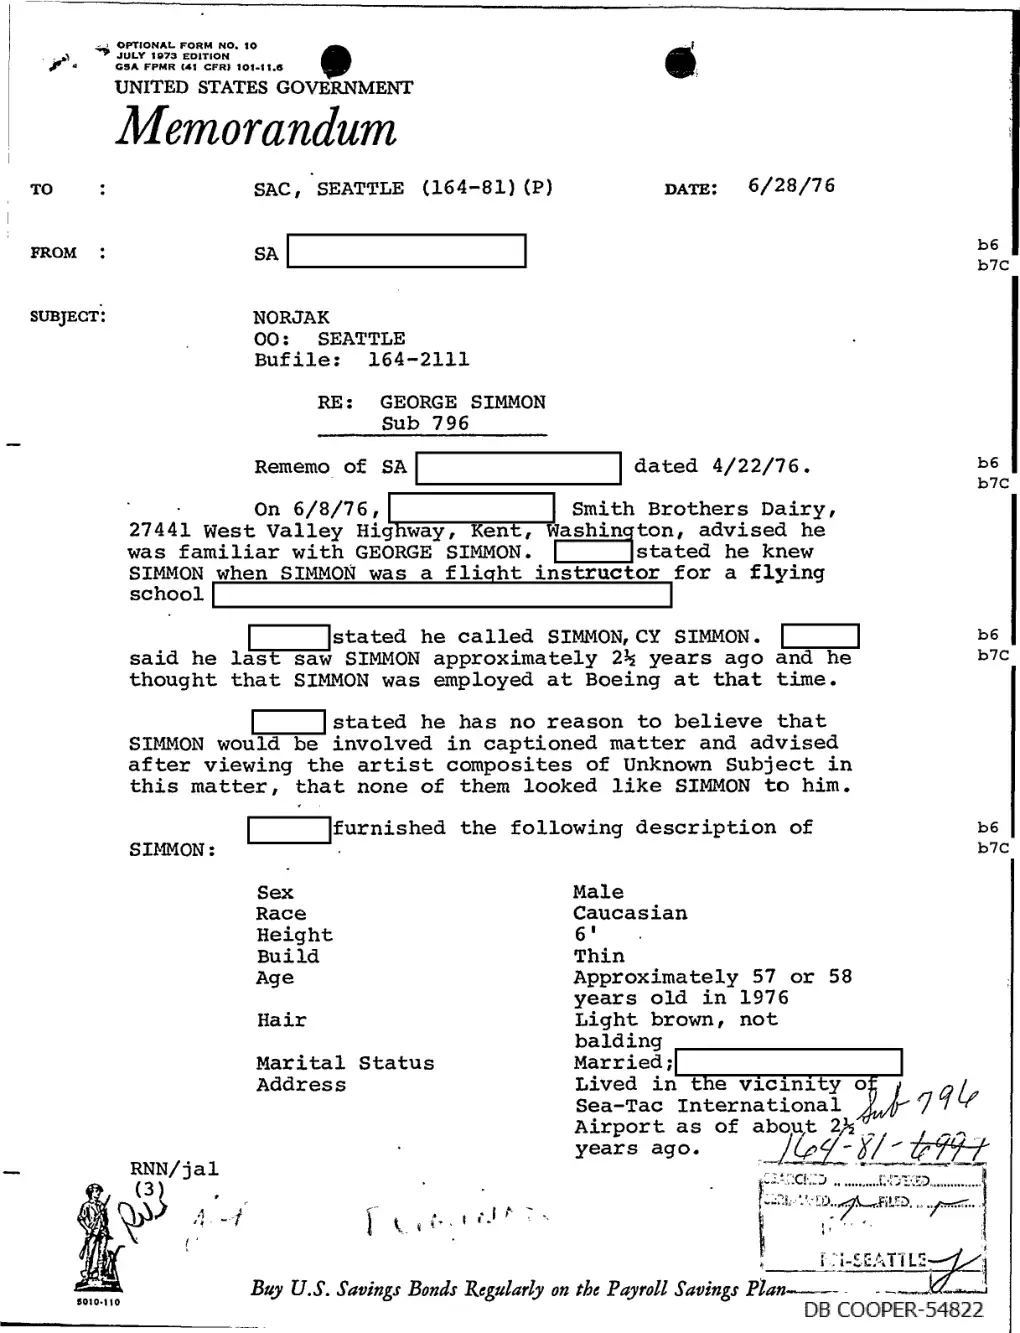 OPTIONAL FORM NO. 10
JULY 1973 EDITION
GSA FPMR (41 CFR) 101-11.6
UNITED STATES GOVERNMENT
Memorandum
TO : SAC, SEATTLE (164-81)(P) DATE: 6/28/76
FROM : SA b6
b7C
SUBJECT: NORJAK
OO: SEATTLE
Bufile: 164-2111
RE: GEORGE SIMMON
Sub 796
Rememo of SA dated 4/22/76. b6
b7C
On 6/8/76, Smith Brothers Dairy,
27441 West Valley Highway, Kent, Washington, advised he
was familiar with GEORGE SIMMON. stated he knew
SIMMON when SIMMON was a flight instructor for a flying
school
stated he called SIMMON, CY SIMMON. b6
said he last saw SIMMON approximately 2½ years ago and he b7C
thought that SIMMON was employed at Boeing at that time.
stated he has no reason to believe that
SIMMON would be involved in captioned matter and advised
after viewing the artist composites of Unknown Subject in
this matter, that none of them looked like SIMMON to him.
furnished the following description of b6
SIMMON: b7C
Sex Male
Race Caucasian
Height 6'
Build Thin
Age Approximately 57 or 58
years old in 1976
Hair Light brown, not
balding
Marital Status Married;
Address Lived in the vicinity of
Sea-Tac International
Airport as of about 2½
years ago.
Sub 796
164-81-6991
RNN/jal
(3)
SEARCHED INDEXED
SERIALIZED FILED
FBI-SEATTLE
5010-110
Buy U.S. Savings Bonds Regularly on the Payroll Savings Plan
DB COOPER-54822